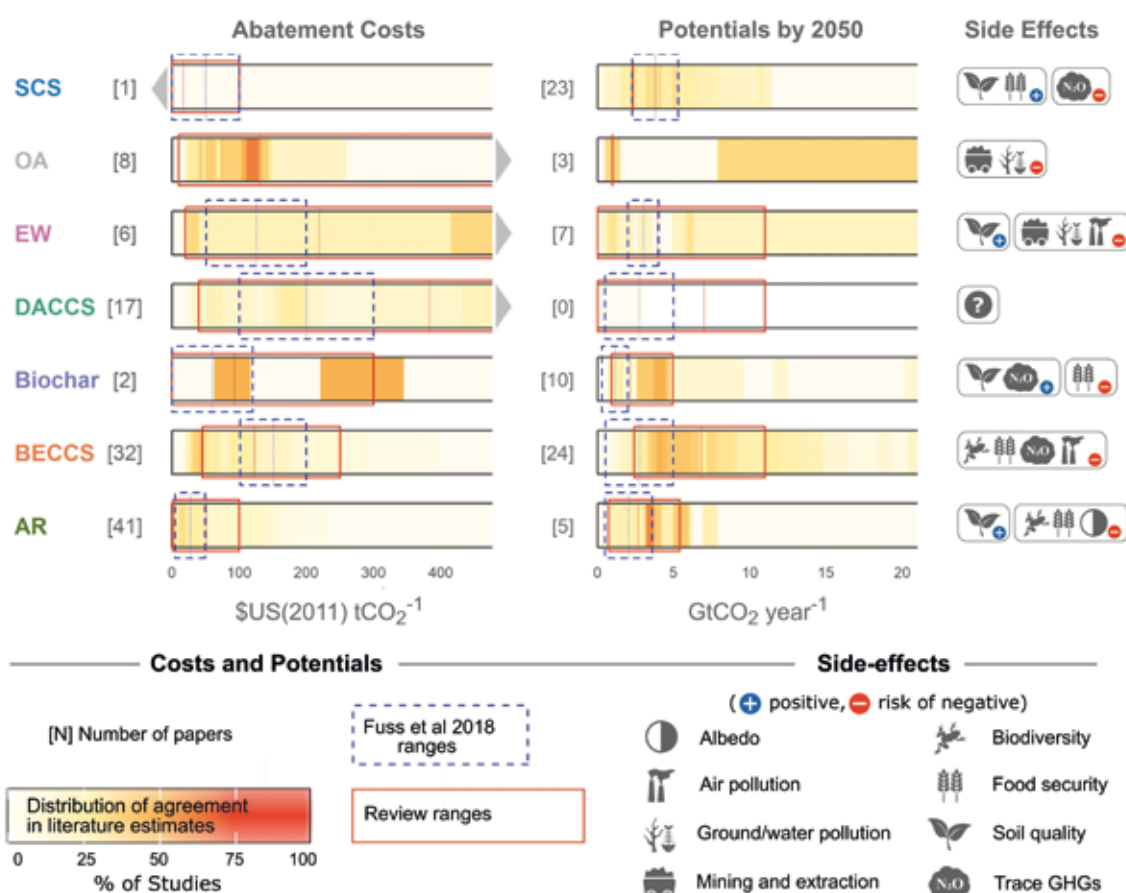 Abatement Costs Potentials by 2050 Side Effects
SCS [1] [23] N₂O
OA [8] [3]
EW [6] [7]
DACCS [17] [0] ?
Biochar [2] [10] N₂O
BECCS [32] [24] N₂O
AR [41] [5]
0 100 200 300 400 0 5 10 15 20
$US(2011) tCO₂⁻¹ GtCO₂ year⁻¹
Costs and Potentials Side-effects
(+ positive, − risk of negative)
[N] Number of papers
Fuss et al 2018
ranges
Distribution of agreement
in literature estimates
0 25 50 75 100
% of Studies
Review ranges
Albedo Biodiversity
Air pollution Food security
Ground/water pollution Soil quality
Mining and extraction N₂O Trace GHGs